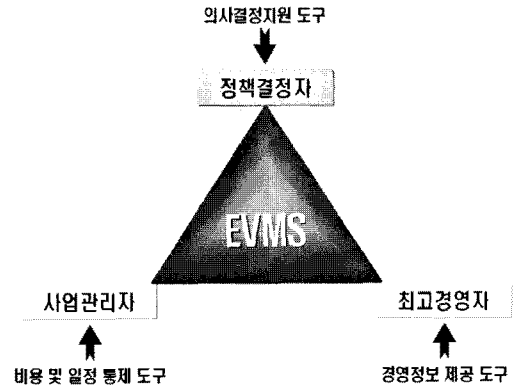 의사결정지원 도구
정책결정자
EVMS
사업관리자
최고경영자
비용 및 일정 통제 도구
경영정보 제공 도구